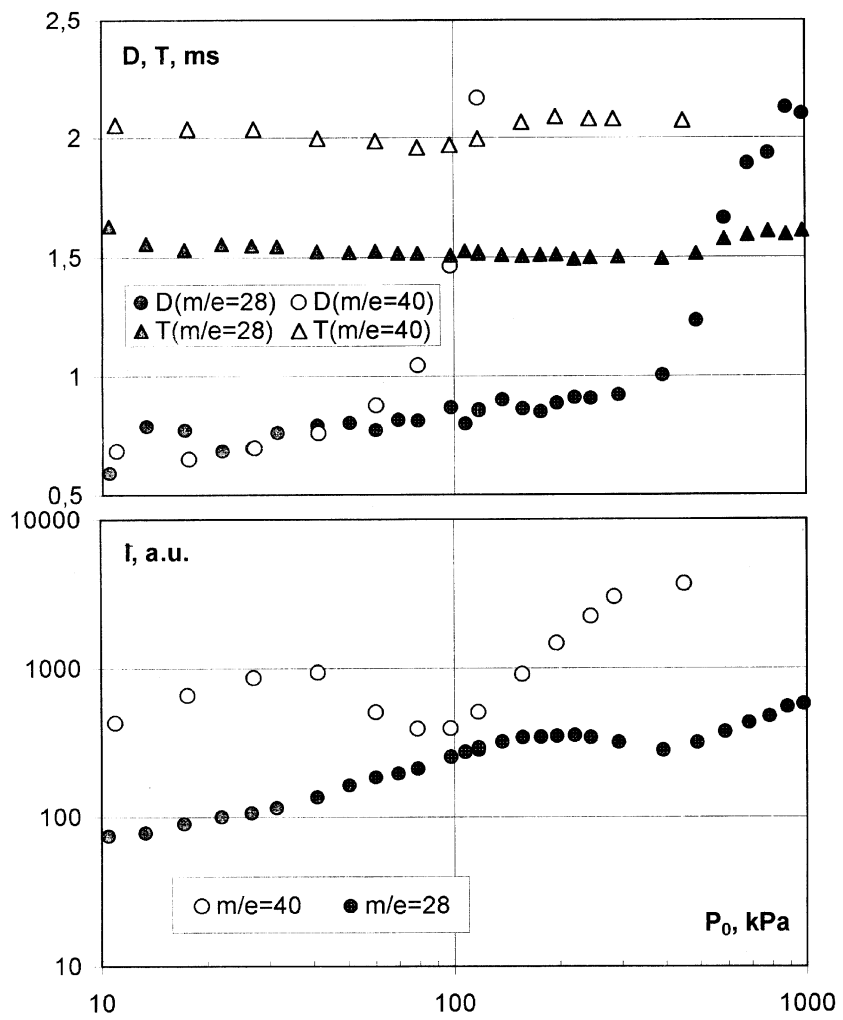 2,5
D, T, ms
2
1,5
D(m/e=28) D(m/e=40)
T(m/e=28) T(m/e=40)
1
0,5
10000
I, a.u.
1000
100
m/e=40 m/e=28
P₀, kPa
10
10 100 1000